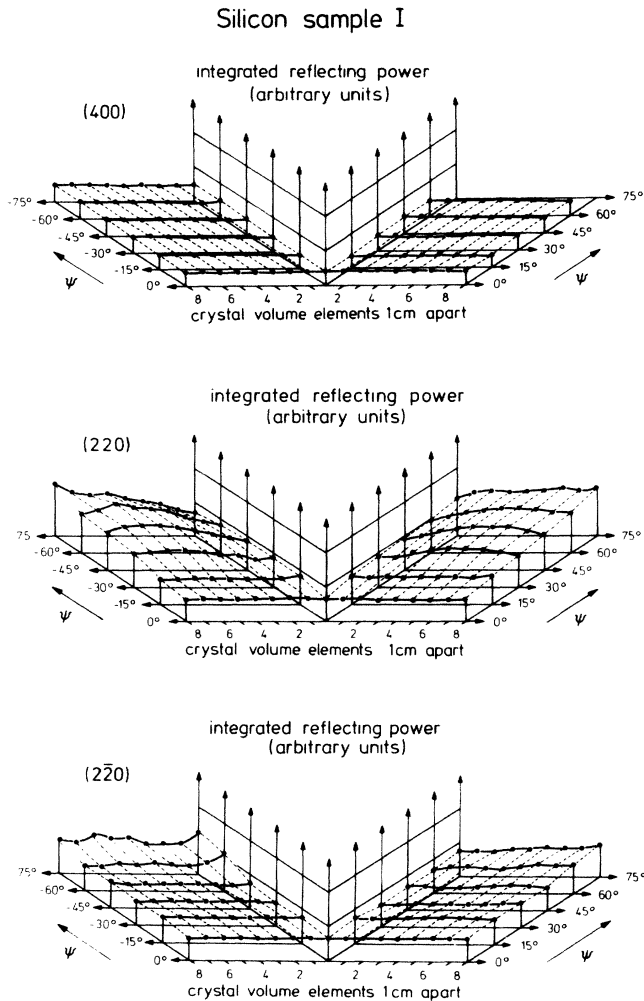 Silicon sample I
integrated reflecting power
(arbitrary units)
(400)
-75° 75°
-60° 60°
-45° 45°
-30° 30°
-15° 15°
ψ 0° 0° ψ
8 6 4 2 2 4 6 8
crystal volume elements 1cm apart
integrated reflecting power
(arbitrary units)
(220)
75 75°
-60° 60°
-45° 45°
-30° 30°
-15° 15°
ψ 0° 0° ψ
8 6 4 2 2 4 6 8
crystal volume elements 1cm apart
integrated reflecting power
(arbitrary units)
(22̅0)
75° 75°
-60° 60°
-45° 45°
-30° 30°
-15° 15°
ψ 0° 0° ψ
8 6 4 2 2 4 6 8
crystal volume elements 1cm apart